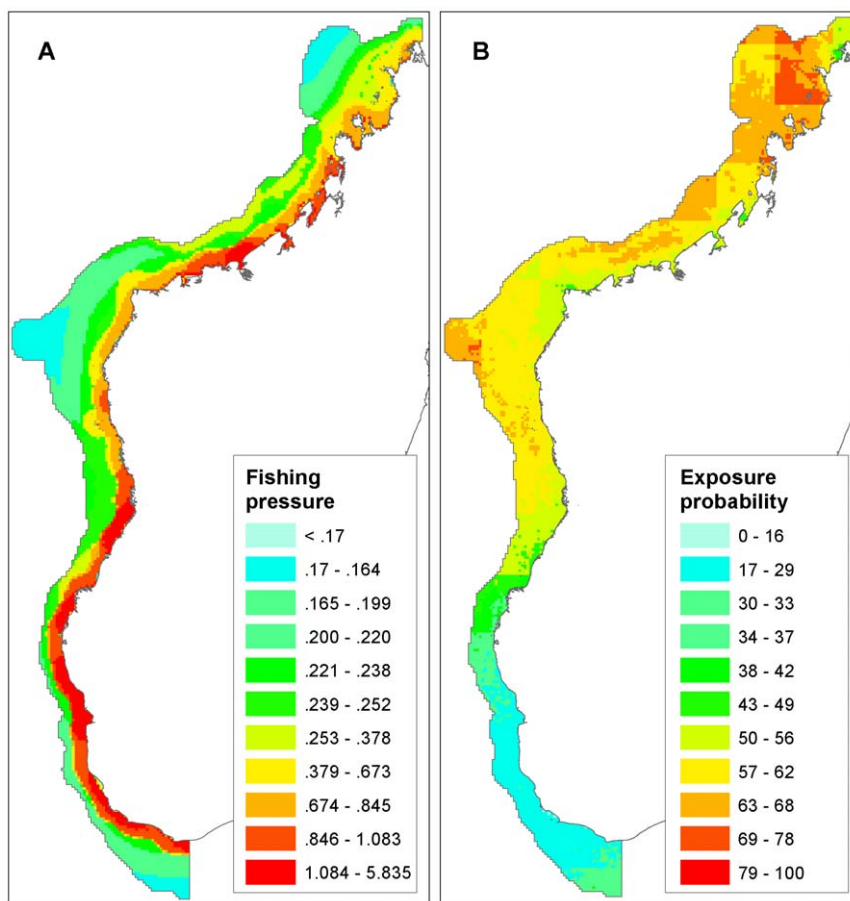 A
Fishing
pressure
< .17
.17 - .164
.165 - .199
.200 - .220
.221 - .238
.239 - .252
.253 - .378
.379 - .673
.674 - .845
.846 - 1.083
1.084 - 5.835
B
Exposure
probability
0 - 16
17 - 29
30 - 33
34 - 37
38 - 42
43 - 49
50 - 56
57 - 62
63 - 68
69 - 78
79 - 100